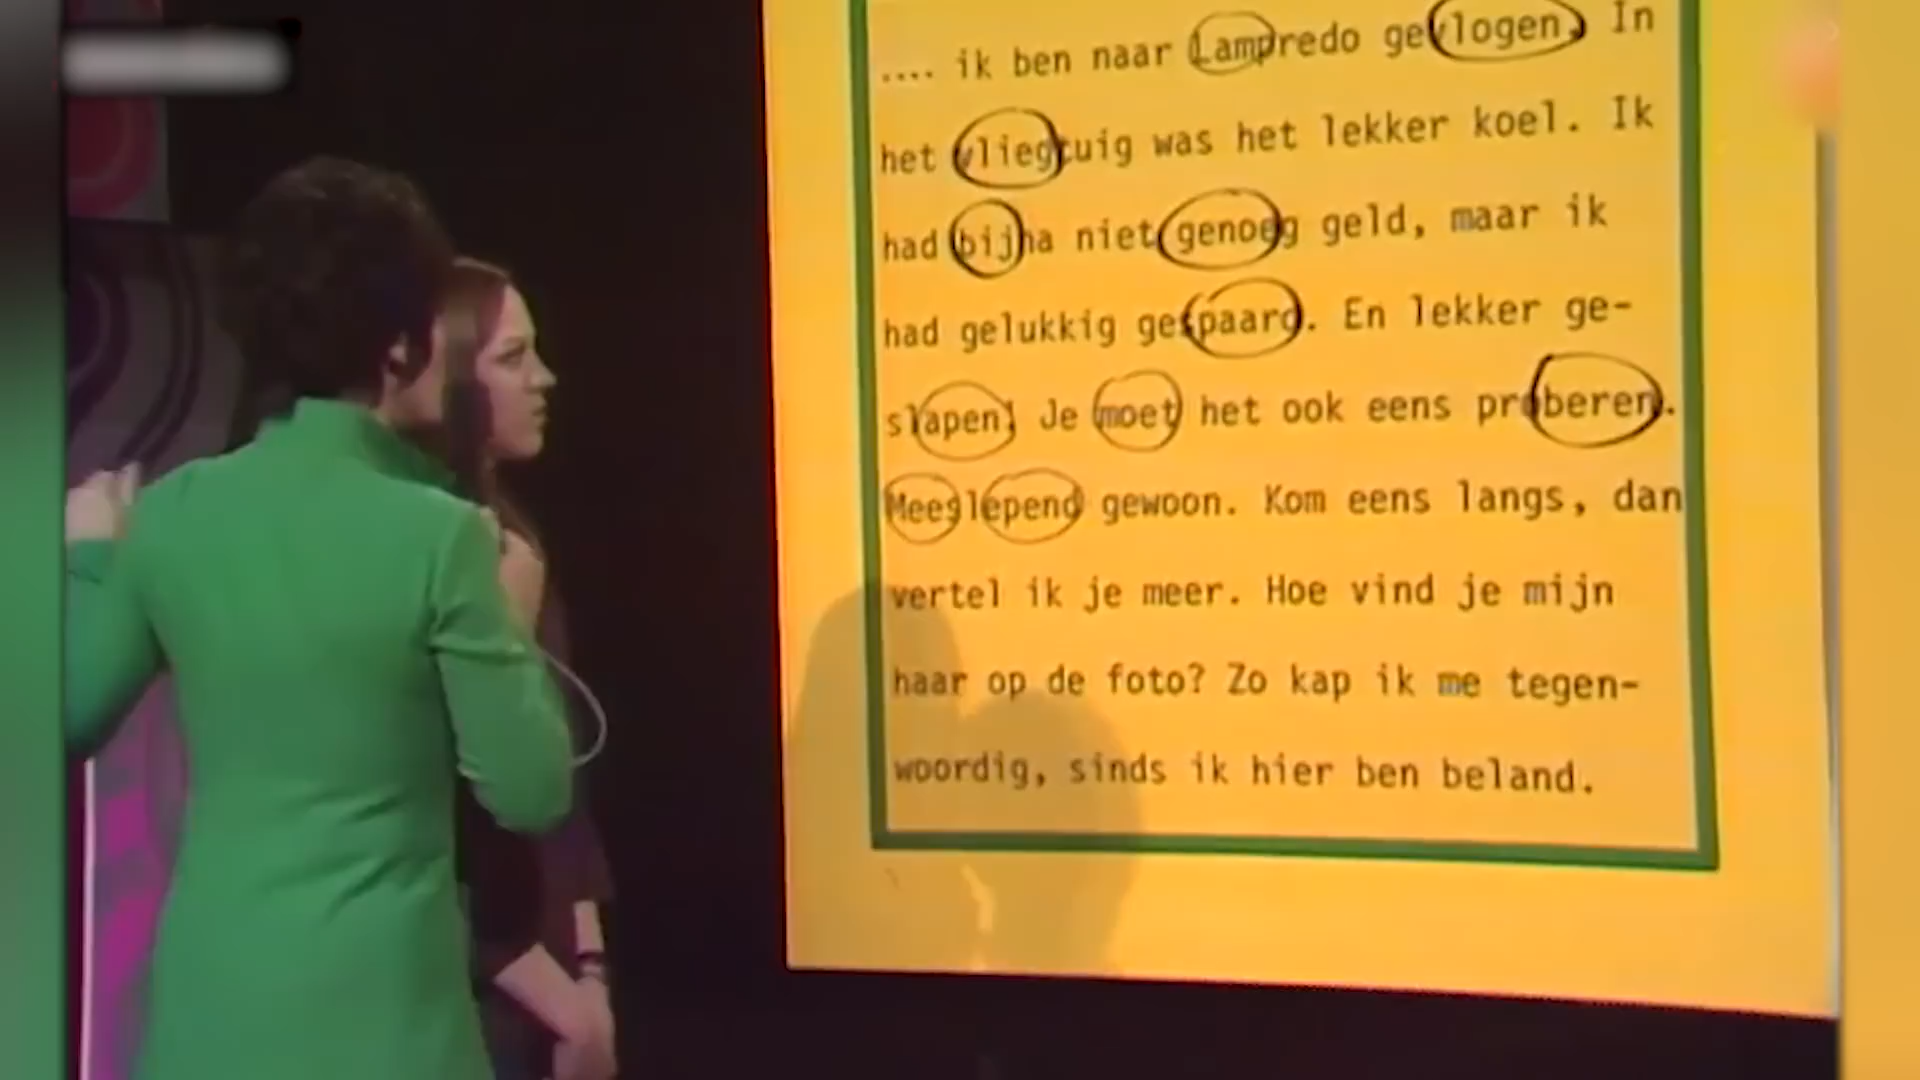 .... ik ben naar Lampredo gevlogen. In
het vliegtuig was het lekker koel. Ik
had bijna niet genoeg geld, maar ik
had gelukkig gespaard. En lekker ge-
slapen! Je moet het ook eens proberen.
Meeslepend gewoon. Kom eens langs, dan
vertel ik je meer. Hoe vind je mijn
haar op de foto? Zo kap ik me tegen-
woordig, sinds ik hier ben beland.